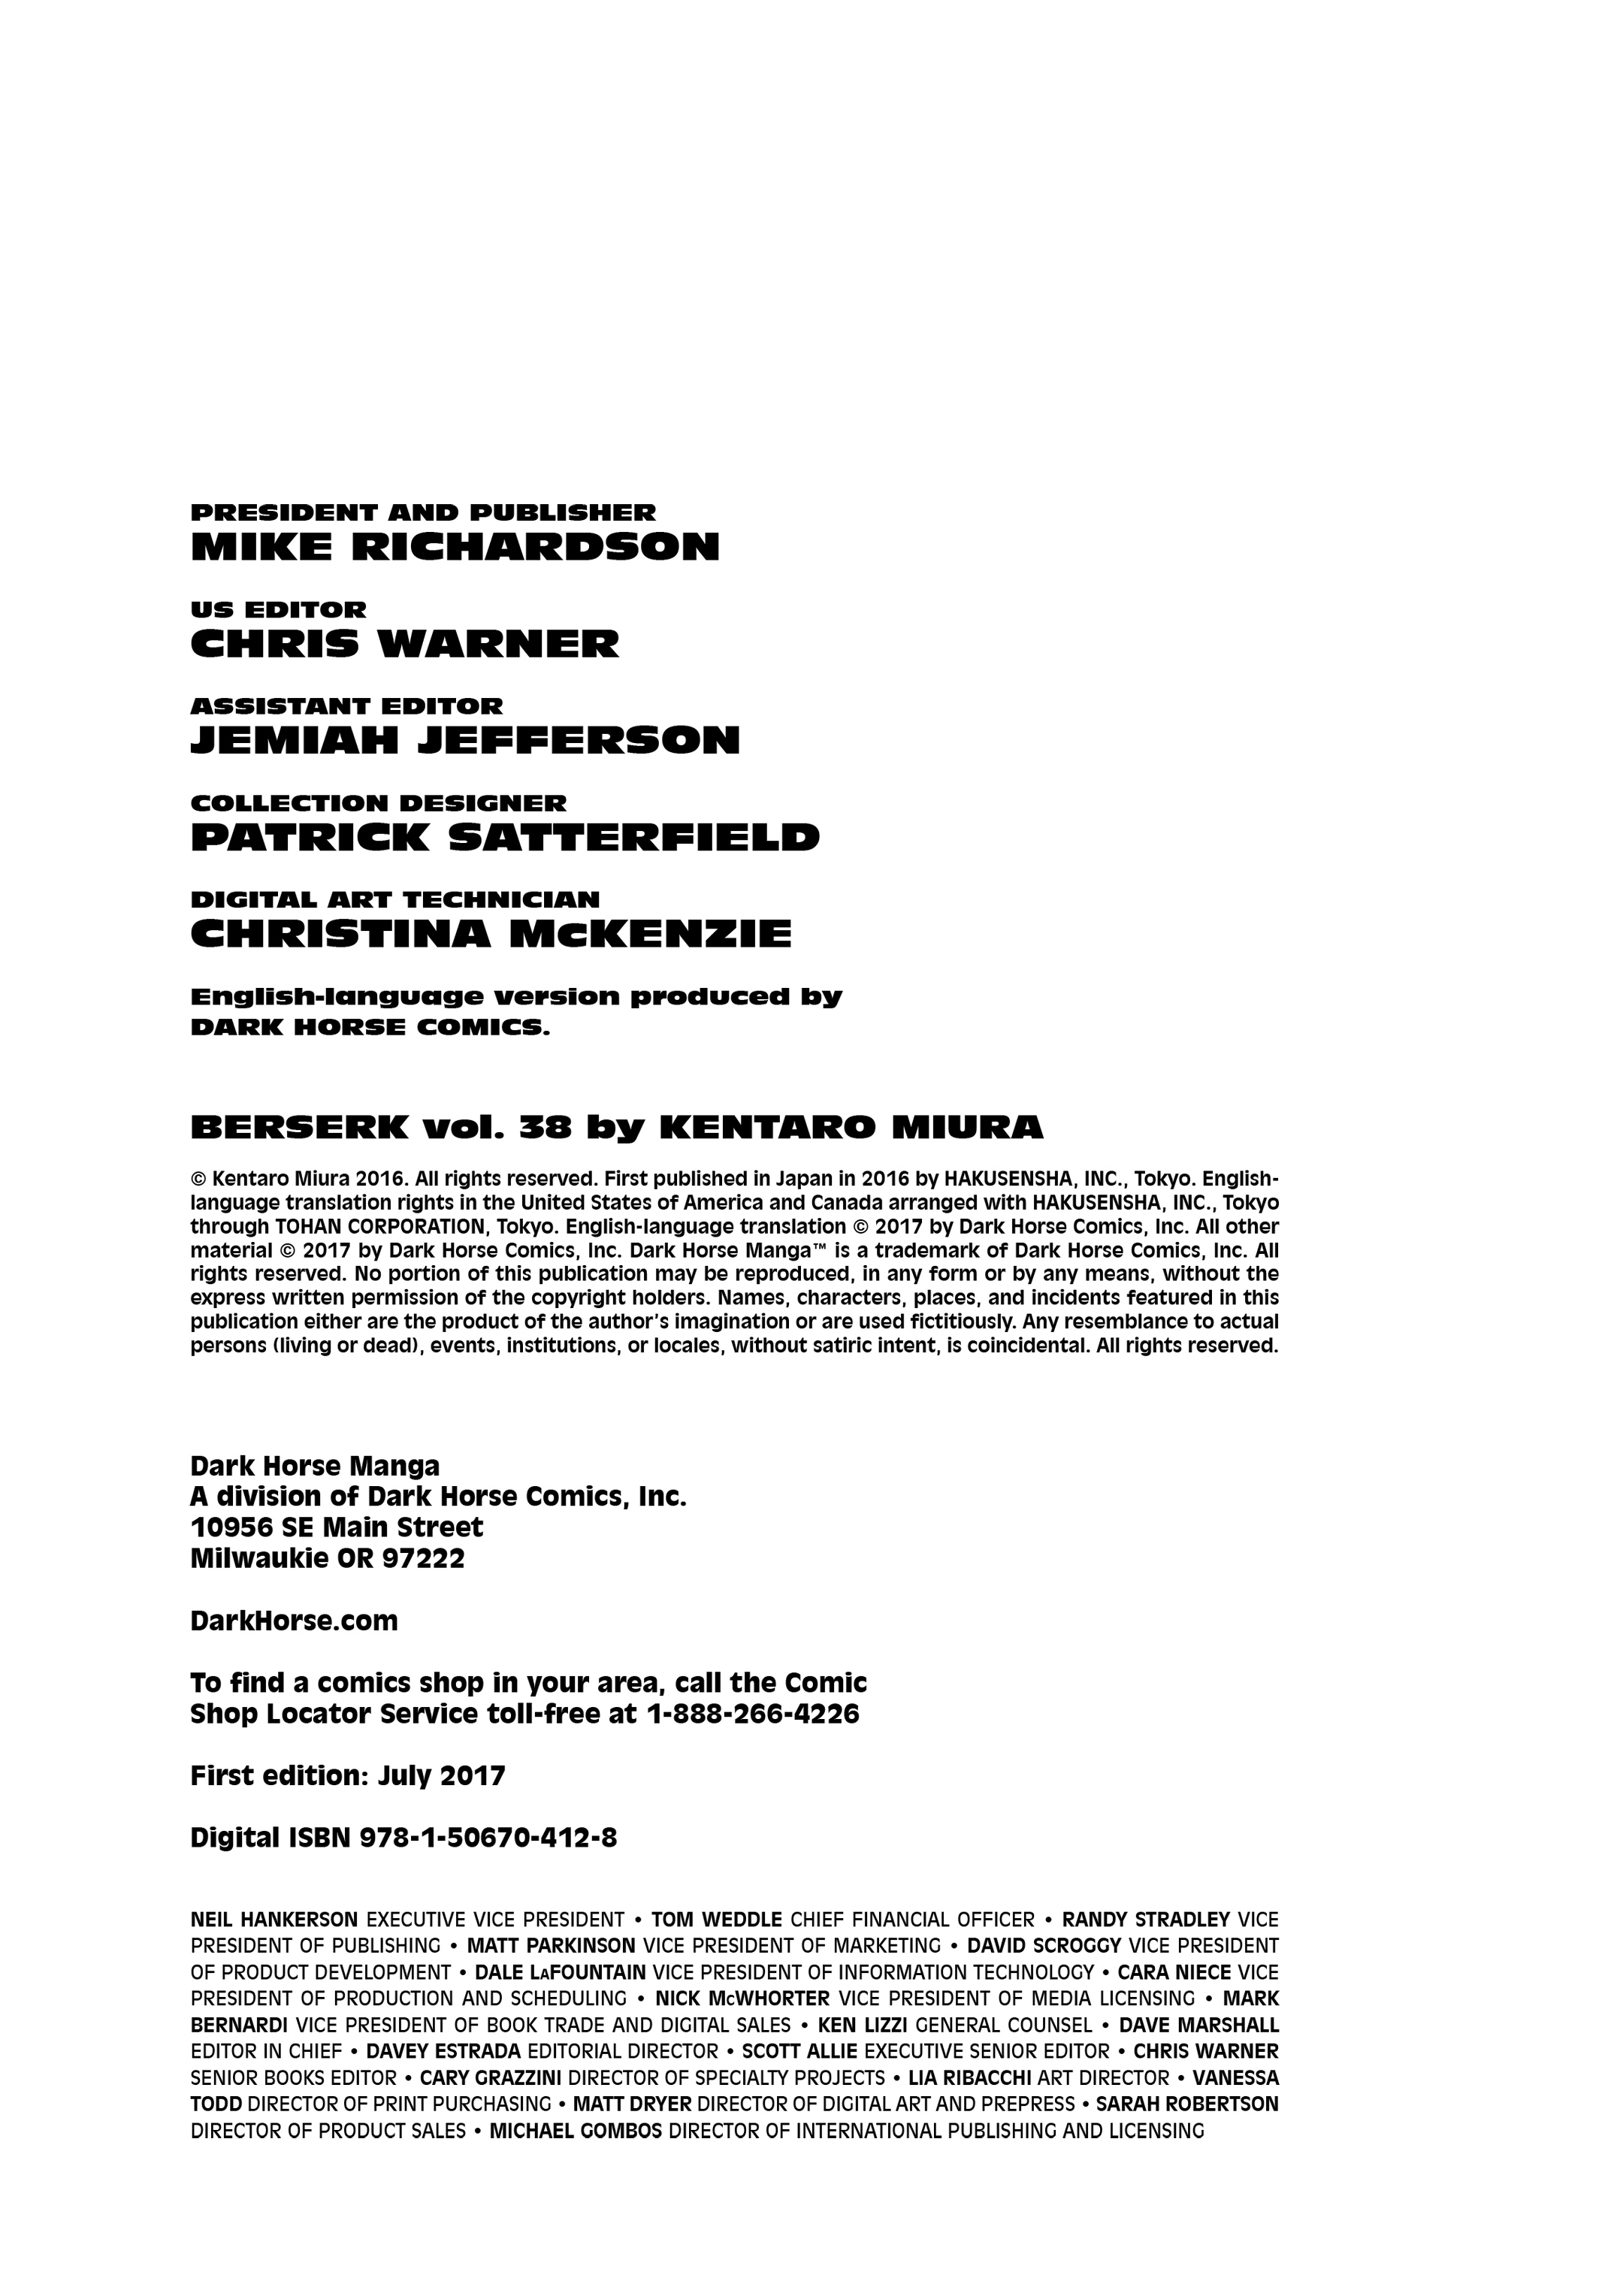 PRESIDENT AND PUBLISHER
MIKE RICHARDSON
US EDITOR
CHRIS WARNER
ASSISTANT EDITOR
JEMIAH JEFFERSON
COLLECTION DESIGNER
PATRICK SATTERFIELD
DIGITAL ART TECHNICIAN
CHRISTINA McKENZIE
English-language version produced by
DARK HORSE COMICS.
BERSERK vol. 38 by KENTARO MIURA
© Kentaro Miura 2016. All rights reserved. First published in Japan in 2016 by HAKUSENSHA, INC., Tokyo. English-
language translation rights in the United States of America and Canada arranged with HAKUSENSHA, INC., Tokyo
through TOHAN CORPORATION, Tokyo. English-language translation © 2017 by Dark Horse Comics, Inc. All other
material © 2017 by Dark Horse Comics, Inc. Dark Horse Manga™ is a trademark of Dark Horse Comics, Inc. All
rights reserved. No portion of this publication may be reproduced, in any form or by any means, without the
express written permission of the copyright holders. Names, characters, places, and incidents featured in this
publication either are the product of the author’s imagination or are used fictitiously. Any resemblance to actual
persons (living or dead), events, institutions, or locales, without satiric intent, is coincidental. All rights reserved.
Dark Horse Manga
A division of Dark Horse Comics, Inc.
10956 SE Main Street
Milwaukie OR 97222
DarkHorse.com
To find a comics shop in your area, call the Comic
Shop Locator Service toll-free at 1-888-266-4226
First edition: July 2017
Digital ISBN 978-1-50670-412-8
NEIL HANKERSON EXECUTIVE VICE PRESIDENT • TOM WEDDLE CHIEF FINANCIAL OFFICER • RANDY STRADLEY VICE
PRESIDENT OF PUBLISHING • MATT PARKINSON VICE PRESIDENT OF MARKETING • DAVID SCROGGY VICE PRESIDENT
OF PRODUCT DEVELOPMENT • DALE LAFOUNTAIN VICE PRESIDENT OF INFORMATION TECHNOLOGY • CARA NIECE VICE
PRESIDENT OF PRODUCTION AND SCHEDULING • NICK McWHORTER VICE PRESIDENT OF MEDIA LICENSING • MARK
BERNARDI VICE PRESIDENT OF BOOK TRADE AND DIGITAL SALES • KEN LIZZI GENERAL COUNSEL • DAVE MARSHALL
EDITOR IN CHIEF • DAVEY ESTRADA EDITORIAL DIRECTOR • SCOTT ALLIE EXECUTIVE SENIOR EDITOR • CHRIS WARNER
SENIOR BOOKS EDITOR • CARY GRAZZINI DIRECTOR OF SPECIALTY PROJECTS • LIA RIBACCHI ART DIRECTOR • VANESSA
TODD DIRECTOR OF PRINT PURCHASING • MATT DRYER DIRECTOR OF DIGITAL ART AND PREPRESS • SARAH ROBERTSON
DIRECTOR OF PRODUCT SALES • MICHAEL GOMBOS DIRECTOR OF INTERNATIONAL PUBLISHING AND LICENSING